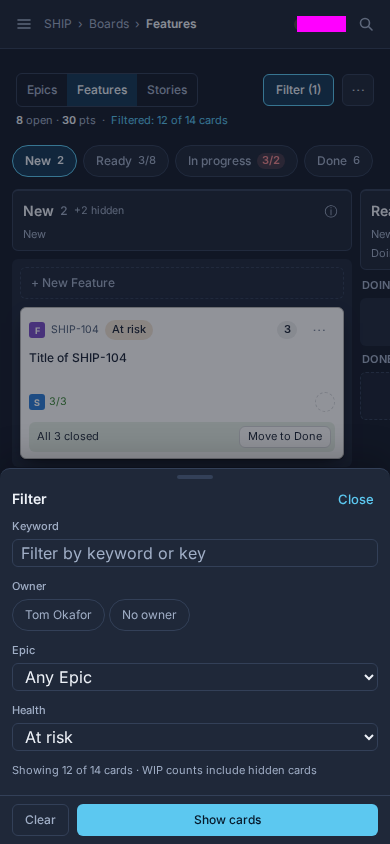 SHIP › Boards › Features
Epics Features Stories Filter (1) ...
8 open · 30 pts · Filtered: 12 of 14 cards
New 2 Ready 3/8 In progress 3/2 Done 6
New 2 +2 hidden
New
+ New Feature
F SHIP-104 At risk 3 ...
Title of SHIP-104
S 3/3
All 3 closed Move to Done
New
Doi
DOIN
DONE
Filter Close
Keyword
Filter by keyword or key
Owner
Tom Okafor No owner
Epic
Any Epic
Health
At risk
Showing 12 of 14 cards · WIP counts include hidden cards
Clear Show cards